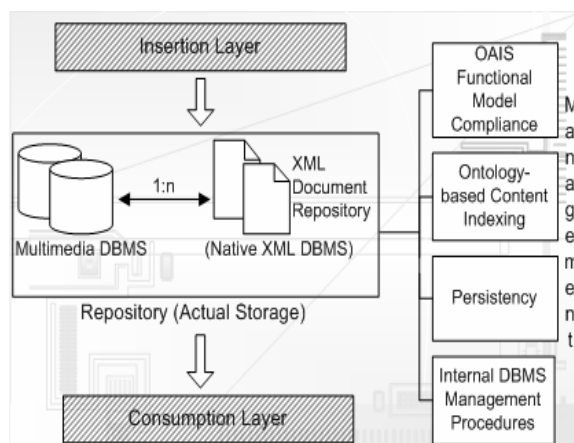 Insertion Layer
1:n
XML
Document
Repository
Multimedia DBMS
(Native XML DBMS)
Repository (Actual Storage)
Consumption Layer
OAIS
Functional
Model
Compliance
Ontology-
based Content
Indexing
Persistency
Internal DBMS
Management
Procedures
M
a
n
a
g
e
m
e
n
t